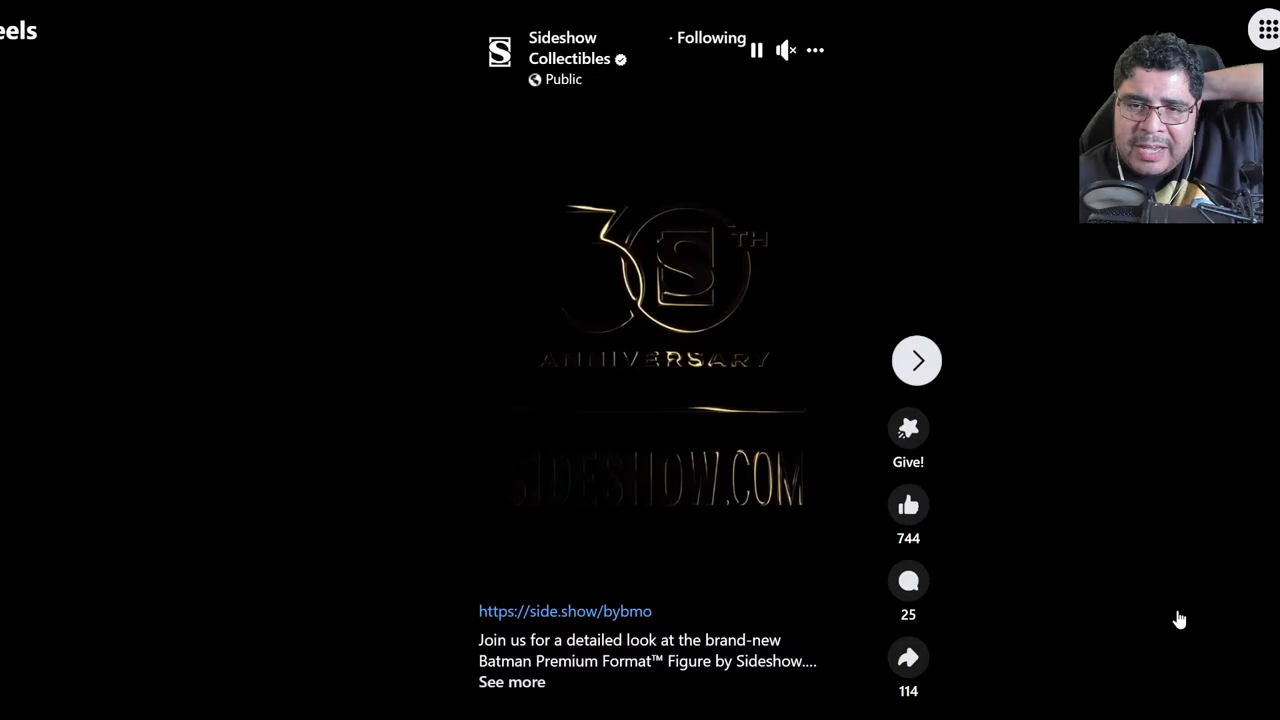 eels
Sideshow
Collectibles
· Following
Public
30TH
S
ANNIVERSARY
SIDESHOW.COM
Give!
744
25
114
https://side.show/bybmo
Join us for a detailed look at the brand-new
Batman Premium Format™ Figure by Sideshow....
See more